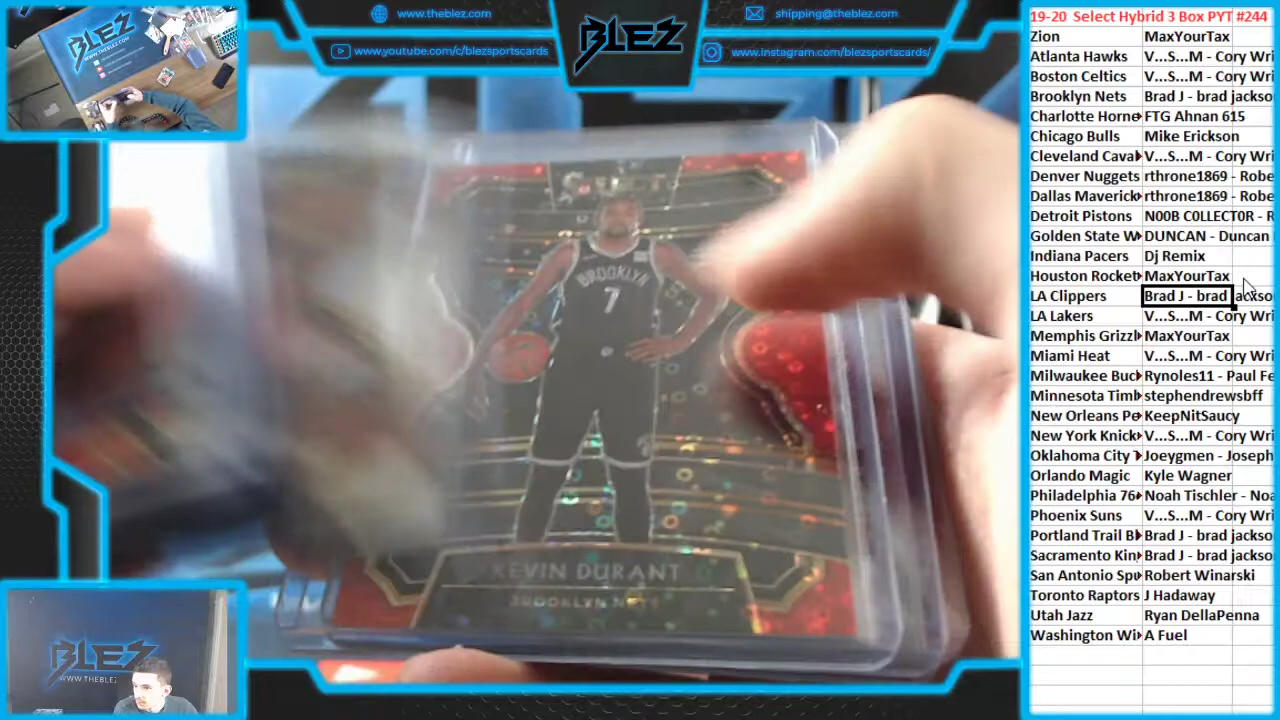 www.theblez.com
shipping@theblez.com
BLEZ
www.youtube.com/c/blezsportscards
www.instagram.com/blezsportscards/
BROOKLYN
7
KEVIN DURANT
BROOKLYN NETS
BLEZ
19-20 Select Hybrid 3 Box PYT #244
Zion MaxYourTax
Atlanta Hawks V...S...M - Cory Wri
Boston Celtics V...S...M - Cory Wri
Brooklyn Nets Brad J - brad jackso
Charlotte Horne FTG Ahnan 615
Chicago Bulls Mike Erickson
Cleveland Caval V...S...M - Cory Wri
Denver Nuggets rthrone1869 - Robe
Dallas Maverick rthrone1869 - Robe
Detroit Pistons N00B C0LLECT0R - R
Golden State W DUNCAN - Duncan
Indiana Pacers Dj Remix
Houston Rocket MaxYourTax
LA Clippers Brad J - brad jackso
LA Lakers V...S...M - Cory Wri
Memphis Grizzl MaxYourTax
Miami Heat V...S...M - Cory Wri
Milwaukee Buc Rynoles11 - Paul Fe
Minnesota Timl stephendrewsbff
New Orleans Pe KeepNitSaucy
New York Knick V...S...M - Cory Wri
Oklahoma City T Joeygmen - Joseph
Orlando Magic Kyle Wagner
Philadelphia 76 Noah Tischler - Noa
Phoenix Suns V...S...M - Cory Wri
Portland Trail B Brad J - brad jackso
Sacramento Kin Brad J - brad jackso
San Antonio Spu Robert Winarski
Toronto Raptors J Hadaway
Utah Jazz Ryan DellaPenna
Washington Wi A Fuel